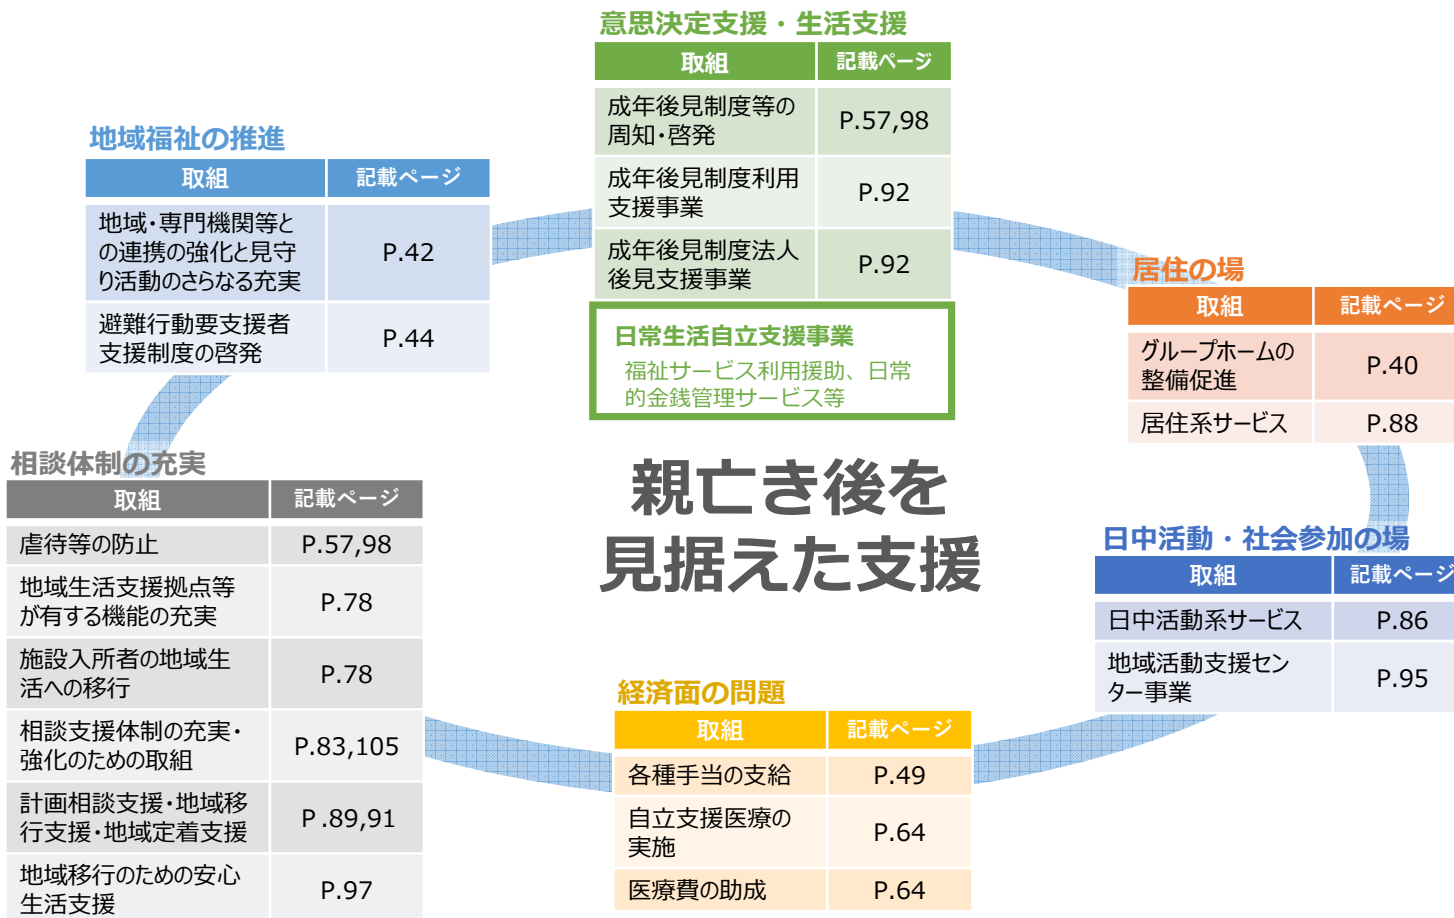 意思決定支援・生活支援
取組 記載ページ
成年後見制度等の
周知・啓発
P.57,98
成年後見制度利用
支援事業
P.92
成年後見制度法人
後見支援事業
P.92
日常生活自立支援事業
福祉サービス利用援助、日常
的金銭管理サービス等
地域福祉の推進
取組 記載ページ
地域・専門機関等と
の連携の強化と見守
り活動のさらなる充実
P.42
避難行動要支援者
支援制度の啓発
P.44
居住の場
取組 記載ページ
グループホームの
整備促進
P.40
居住系サービス P.88
親亡き後を
見据えた支援
相談体制の充実
取組 記載ページ
虐待等の防止 P.57,98
地域生活支援拠点等
が有する機能の充実
P.78
施設入所者の地域生
活への移行
P.78
相談支援体制の充実・
強化のための取組
P.83,105
計画相談支援・地域移
行支援・地域定着支援
P.89,91
地域移行のための安心
生活支援
P.97
日中活動・社会参加の場
取組 記載ページ
日中活動系サービス P.86
地域活動支援セン
ター事業
P.95
経済面の問題
取組 記載ページ
各種手当の支給 P.49
自立支援医療の
実施
P.64
医療費の助成 P.64